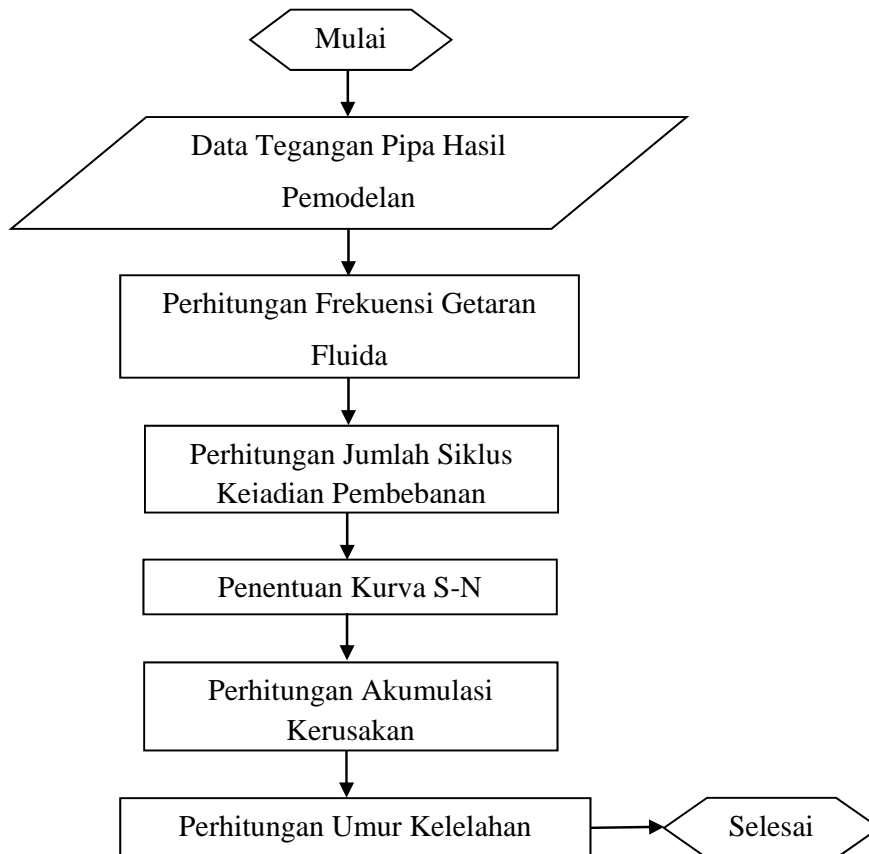 Mulai
Data Tegangan Pipa Hasil
Pemodelan
Perhitungan Frekuensi Getaran
Fluida
Perhitungan Jumlah Siklus
Kejadian Pembebanan
Penentuan Kurva S-N
Perhitungan Akumulasi
Kerusakan
Perhitungan Umur Kelelahan
Selesai